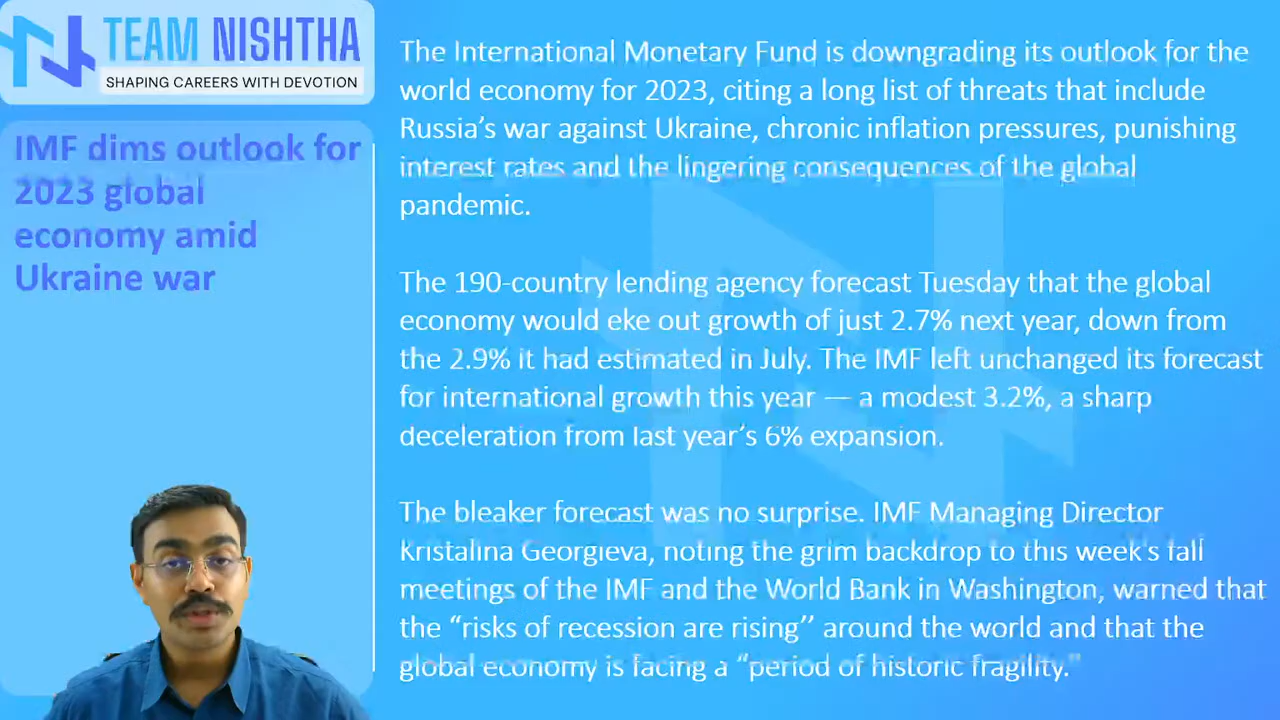 TEAM NISHTHA
SHAPING CAREERS WITH DEVOTION
IMF dims outlook for
2023 global
economy amid
Ukraine war
The International Monetary Fund is downgrading its outlook for the
world economy for 2023, citing a long list of threats that include
Russia’s war against Ukraine, chronic inflation pressures, punishing
interest rates and the lingering consequences of the global
pandemic.
The 190-country lending agency forecast Tuesday that the global
economy would eke out growth of just 2.7% next year, down from
the 2.9% it had estimated in July. The IMF left unchanged its forecast
for international growth this year — a modest 3.2%, a sharp
deceleration from last year’s 6% expansion.
The bleaker forecast was no surprise. IMF Managing Director
Kristalina Georgieva, noting the grim backdrop to this week’s fall
meetings of the IMF and the World Bank in Washington, warned that
the “risks of recession are rising’’ around the world and that the
global economy is facing a “period of historic fragility."